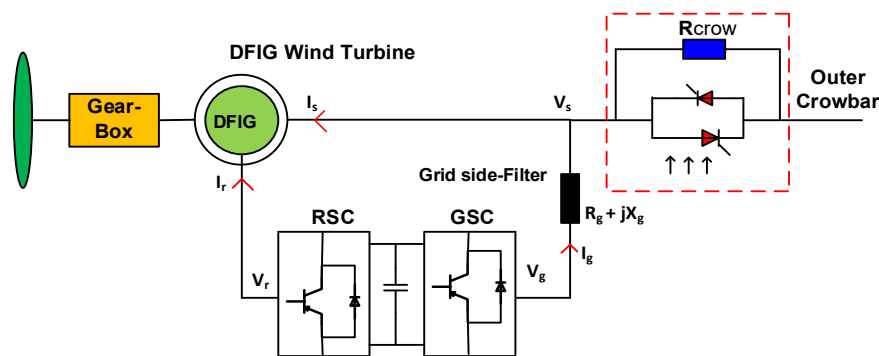 DFIG Wind Turbine
Rcrow
Outer
Crowbar
Gear-
Box
DFIG
Is
Vs
Ir
Grid side-Filter
Rg + jXg
RSC
GSC
Ig
Vr
Vg